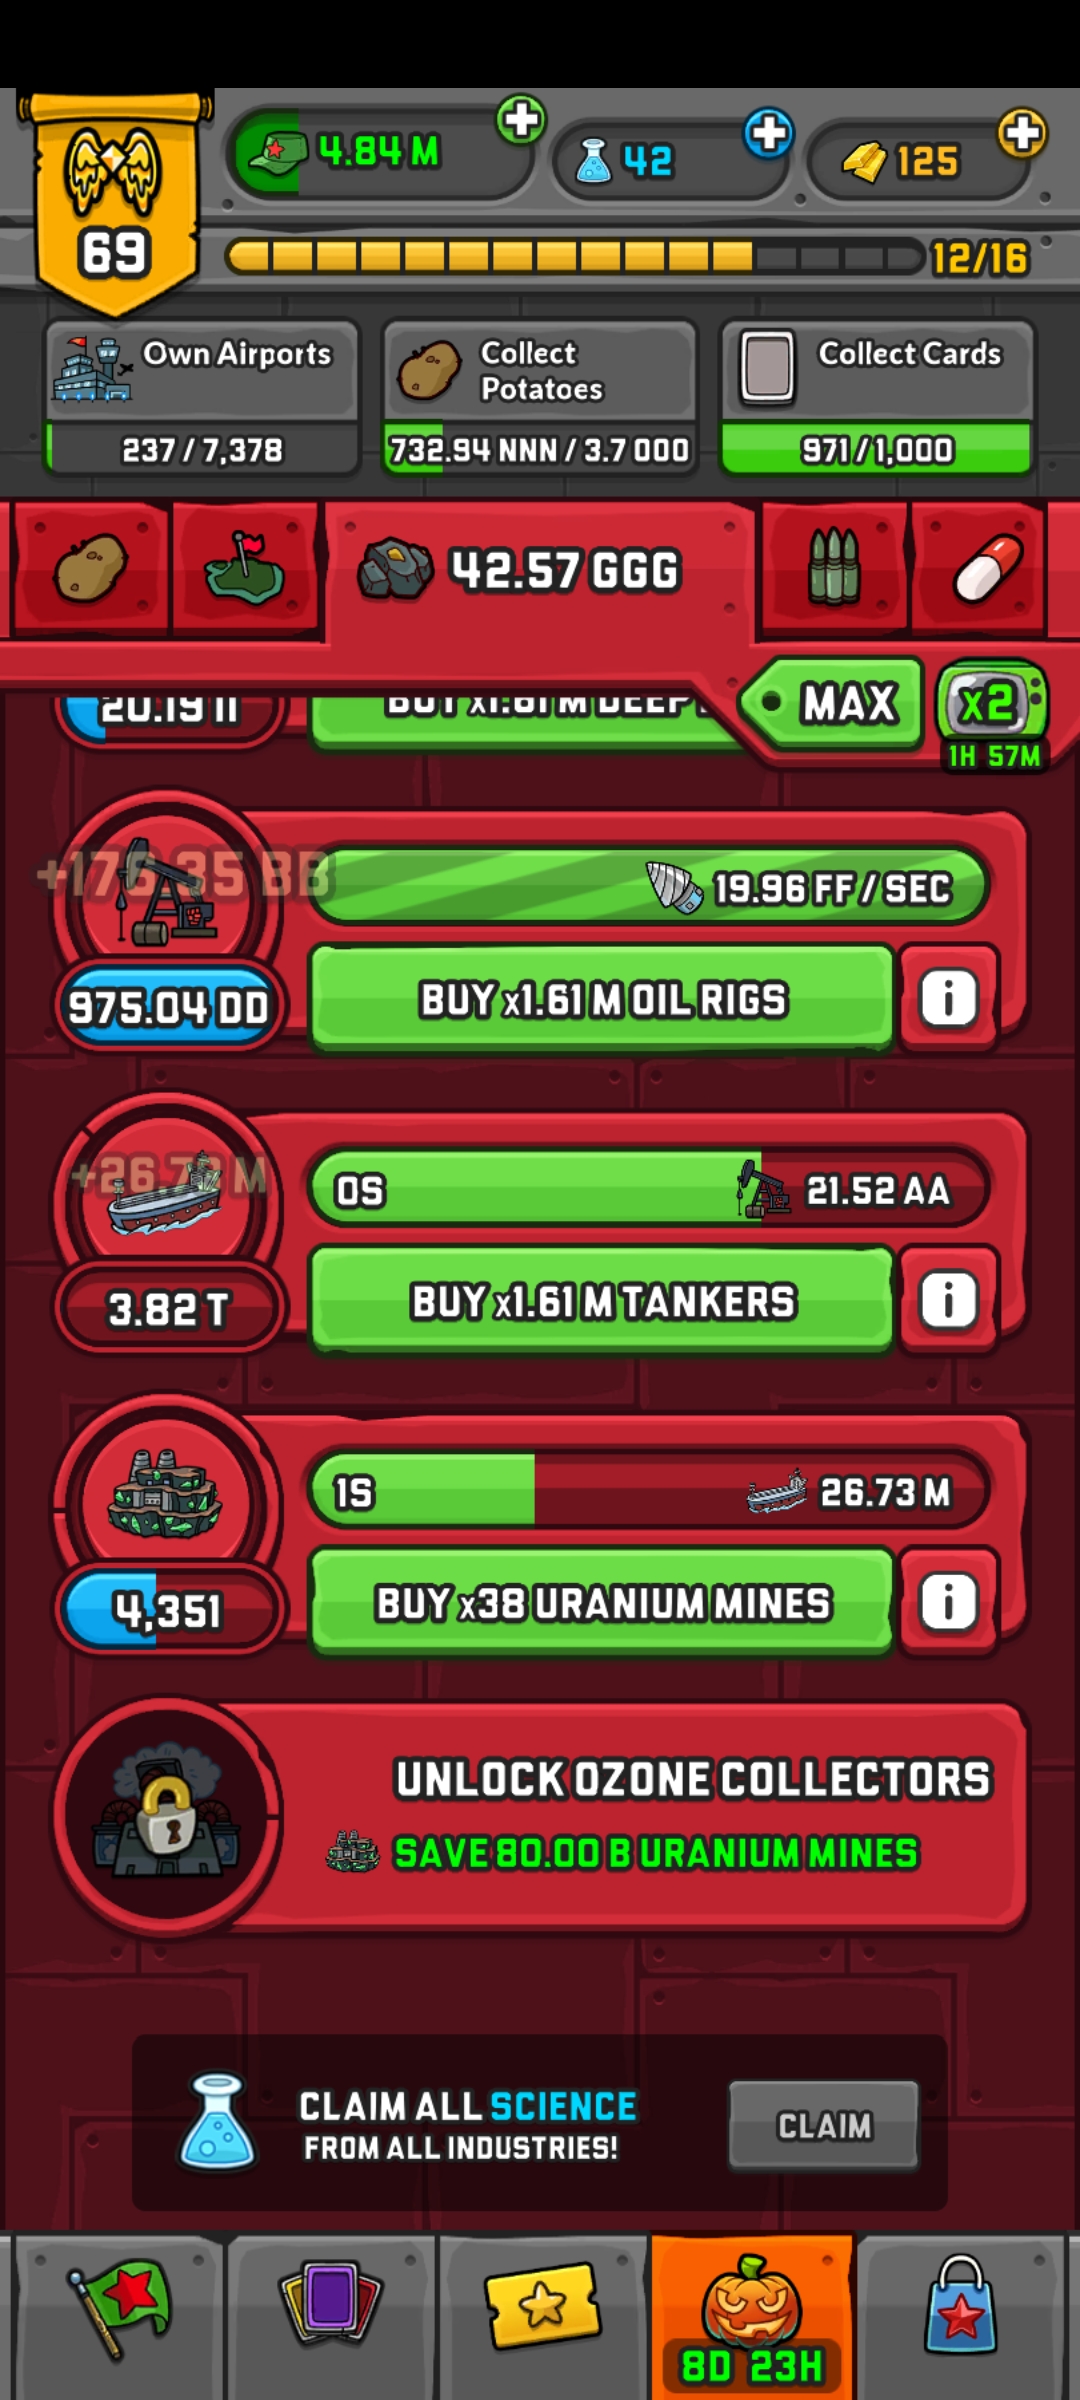 69
4.84 M
42
125
12/16
Own Airports
237 / 7,378
Collect
Potatoes
732.94 NNN / 3.7 OOO
Collect Cards
971 / 1,000
42.57 GGG
MAX
x2
1H 57M
20.19 II
BUY x1.61 M DEEP
+176.35 BB
19.96 FF / SEC
975.04 DD
BUY x1.61 M OIL RIGS
i
+26.73 M
0S
21.52 AA
3.82 T
BUY x1.61 M TANKERS
i
1S
26.73 M
4,351
BUY x38 URANIUM MINES
i
UNLOCK OZONE COLLECTORS
SAVE 80.00 B URANIUM MINES
CLAIM ALL SCIENCE
FROM ALL INDUSTRIES!
CLAIM
8D 23H